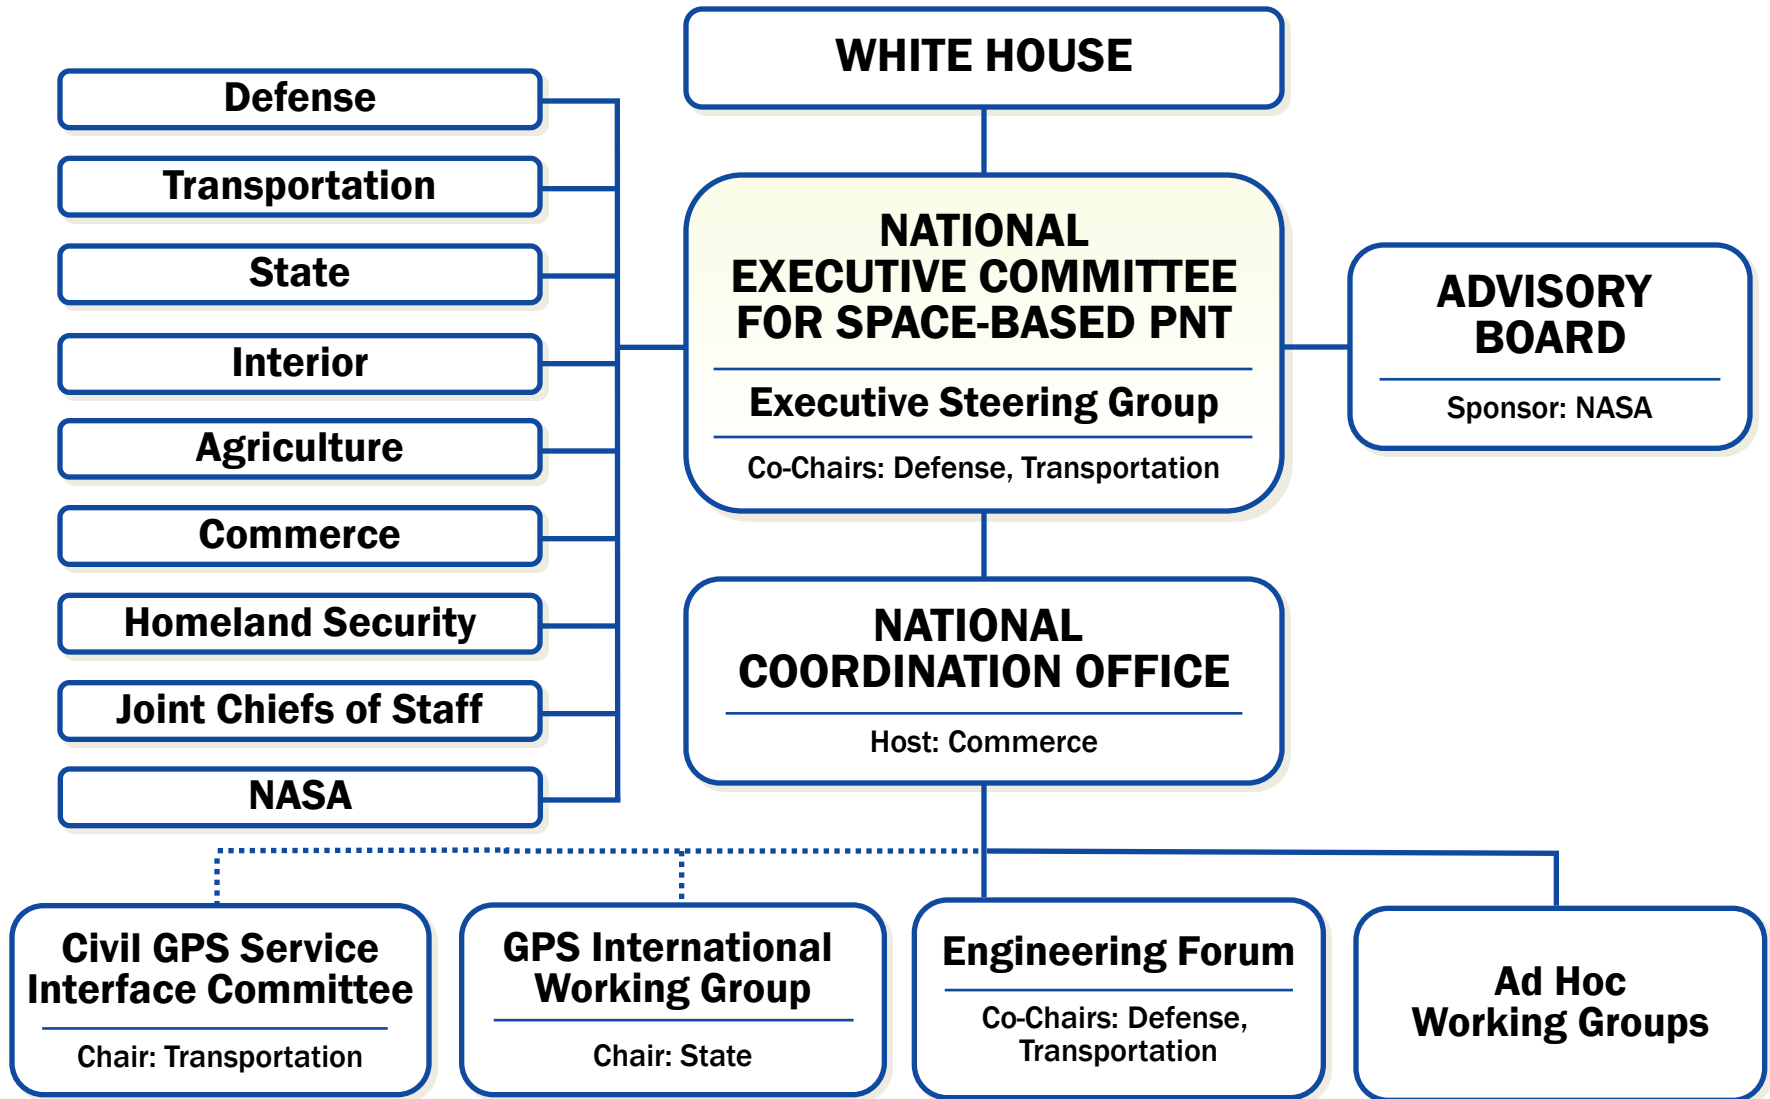 WHITE HOUSE
Defense
Transportation
State
Interior
Agriculture
Commerce
Homeland Security
Joint Chiefs of Staff
NASA
NATIONAL
EXECUTIVE COMMITTEE
FOR SPACE-BASED PNT
Executive Steering Group
Co-Chairs: Defense, Transportation
ADVISORY
BOARD
Sponsor: NASA
NATIONAL
COORDINATION OFFICE
Host: Commerce
Civil GPS Service
Interface Committee
Chair: Transportation
GPS International
Working Group
Chair: State
Engineering Forum
Co-Chairs: Defense,
Transportation
Ad Hoc
Working Groups